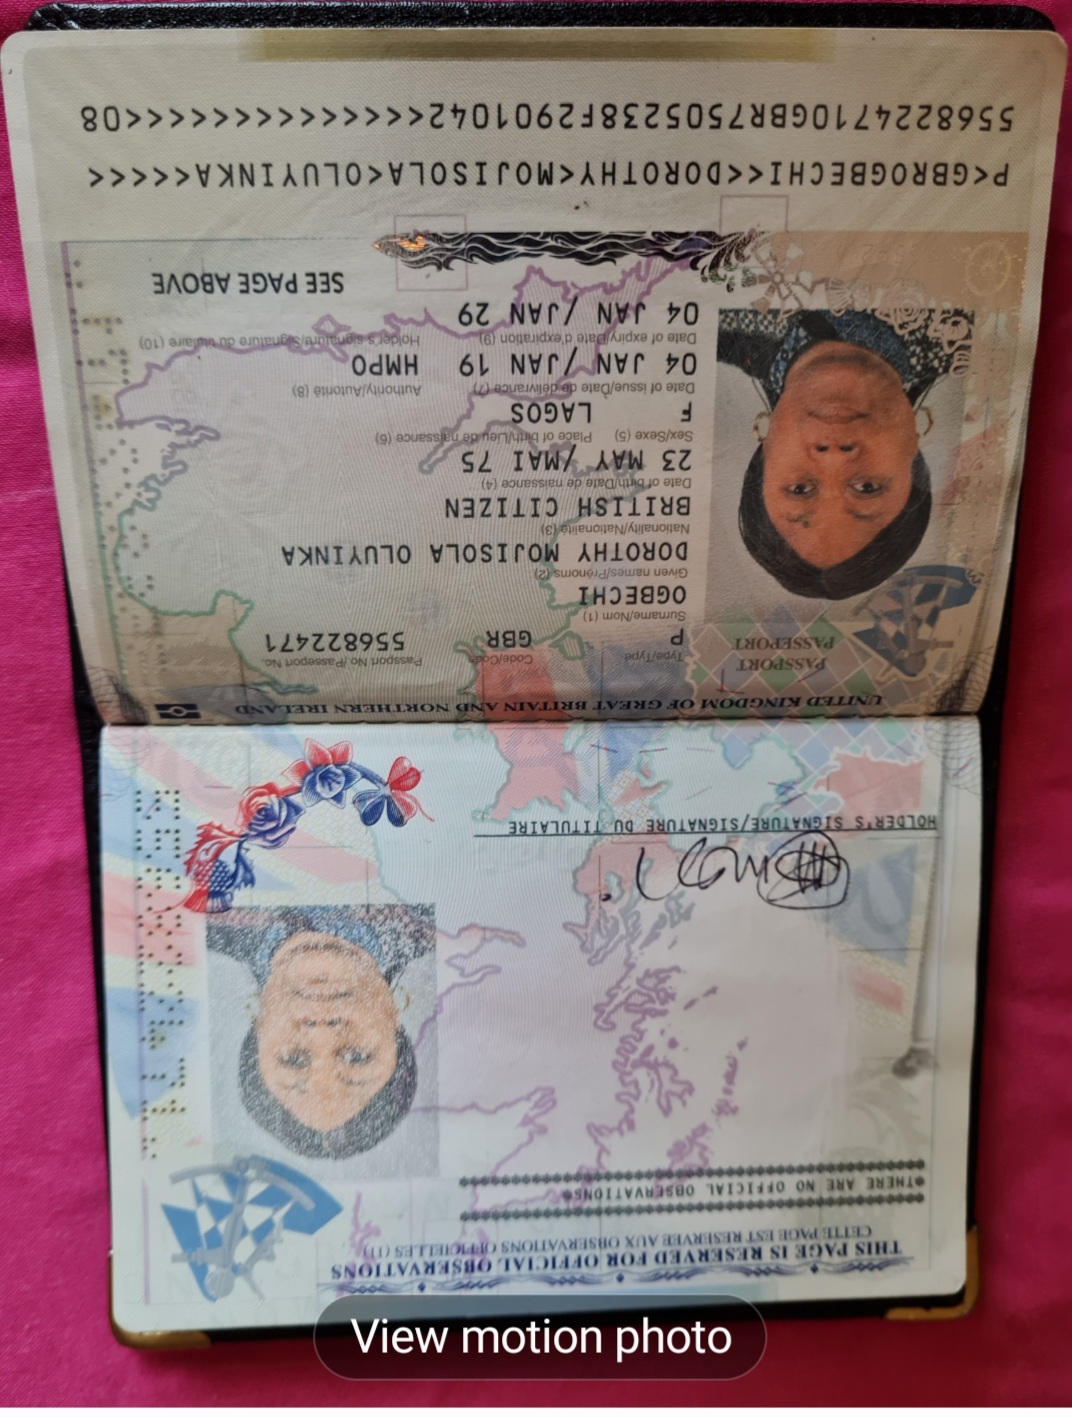 THIS PAGE IS RESERVED FOR OFFICIAL OBSERVATIONS
CETTE PAGE EST RESERVEE AUX OBSERVATIONS OFFICIELLES (11)
*THERE ARE NO OFFICIAL OBSERVATIONS*
HOLDER'S SIGNATURE/SIGNATURE DU TITULAIRE
UNITED KINGDOM OF GREAT BRITAIN AND NORTHERN IRELAND
PASSPORT
PASSEPORT
Type/Type Code/Code Passport No./Passeport No.
P GBR 556822471
Surname/Nom (1)
OGBECHI
Given names/Prénoms (2)
DOROTHY MOJISOLA OLUYINKA
Nationality/Nationalité (3)
BRITISH CITIZEN
Date of birth/Date de naissance (4)
23 MAY /MAI 75
Sex/Sexe (5) Place of birth/Lieu de naissance (6)
F LAGOS
Date of issue/Date de délivrance (7) Authority/Autorité (8)
04 JAN /JAN 19 HMPO
Date of expiry/Date d'expiration (9) Holder's signature/Signature du titulaire (10)
04 JAN /JAN 29
SEE PAGE ABOVE
P<GBROGBECHI<<DOROTHY<MOJISOLA<OLUYINKA<<<<<
5568224710GBR7505238F2901042<<<<<<<<<<<<<<08
View motion photo